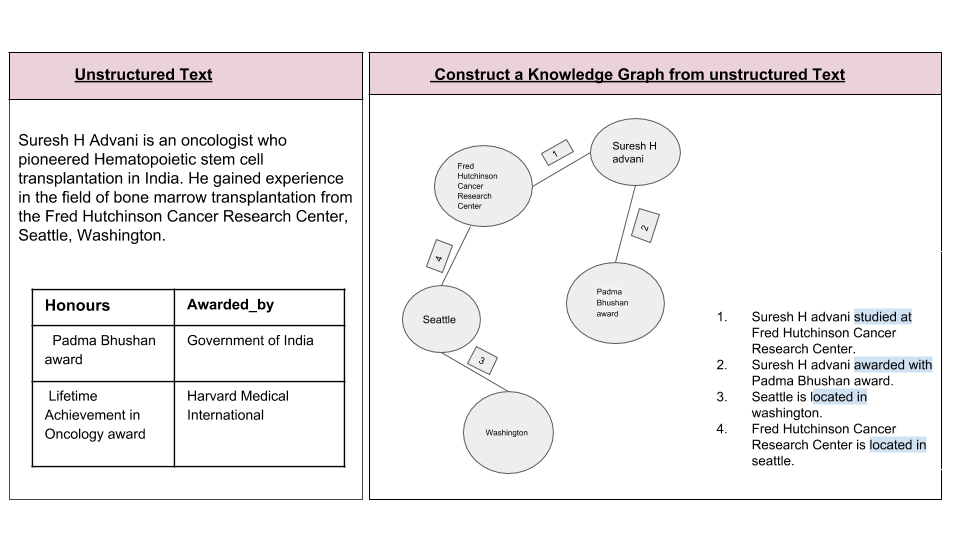 Unstructured Text
Suresh H Advani is an oncologist who
pioneered Hematopoietic stem cell
transplantation in India. He gained experience
in the field of bone marrow transplantation from
the Fred Hutchinson Cancer Research Center,
Seattle, Washington.
Honours
Awarded_by
Padma Bhushan
award
Government of India
Lifetime
Achievement in
Oncology award
Harvard Medical
International
Construct a Knowledge Graph from unstructured Text
Fred
Hutchinson
Cancer
Research
Center
1
Suresh H
advani
2
4
Padma
Bhushan
award
Seattle
3
Washington
1. Suresh H advani studied at
Fred Hutchinson Cancer
Research Center.
2. Suresh H advani awarded with
Padma Bhushan award.
3. Seattle is located in
washington.
4. Fred Hutchinson Cancer
Research Center is located in
seattle.